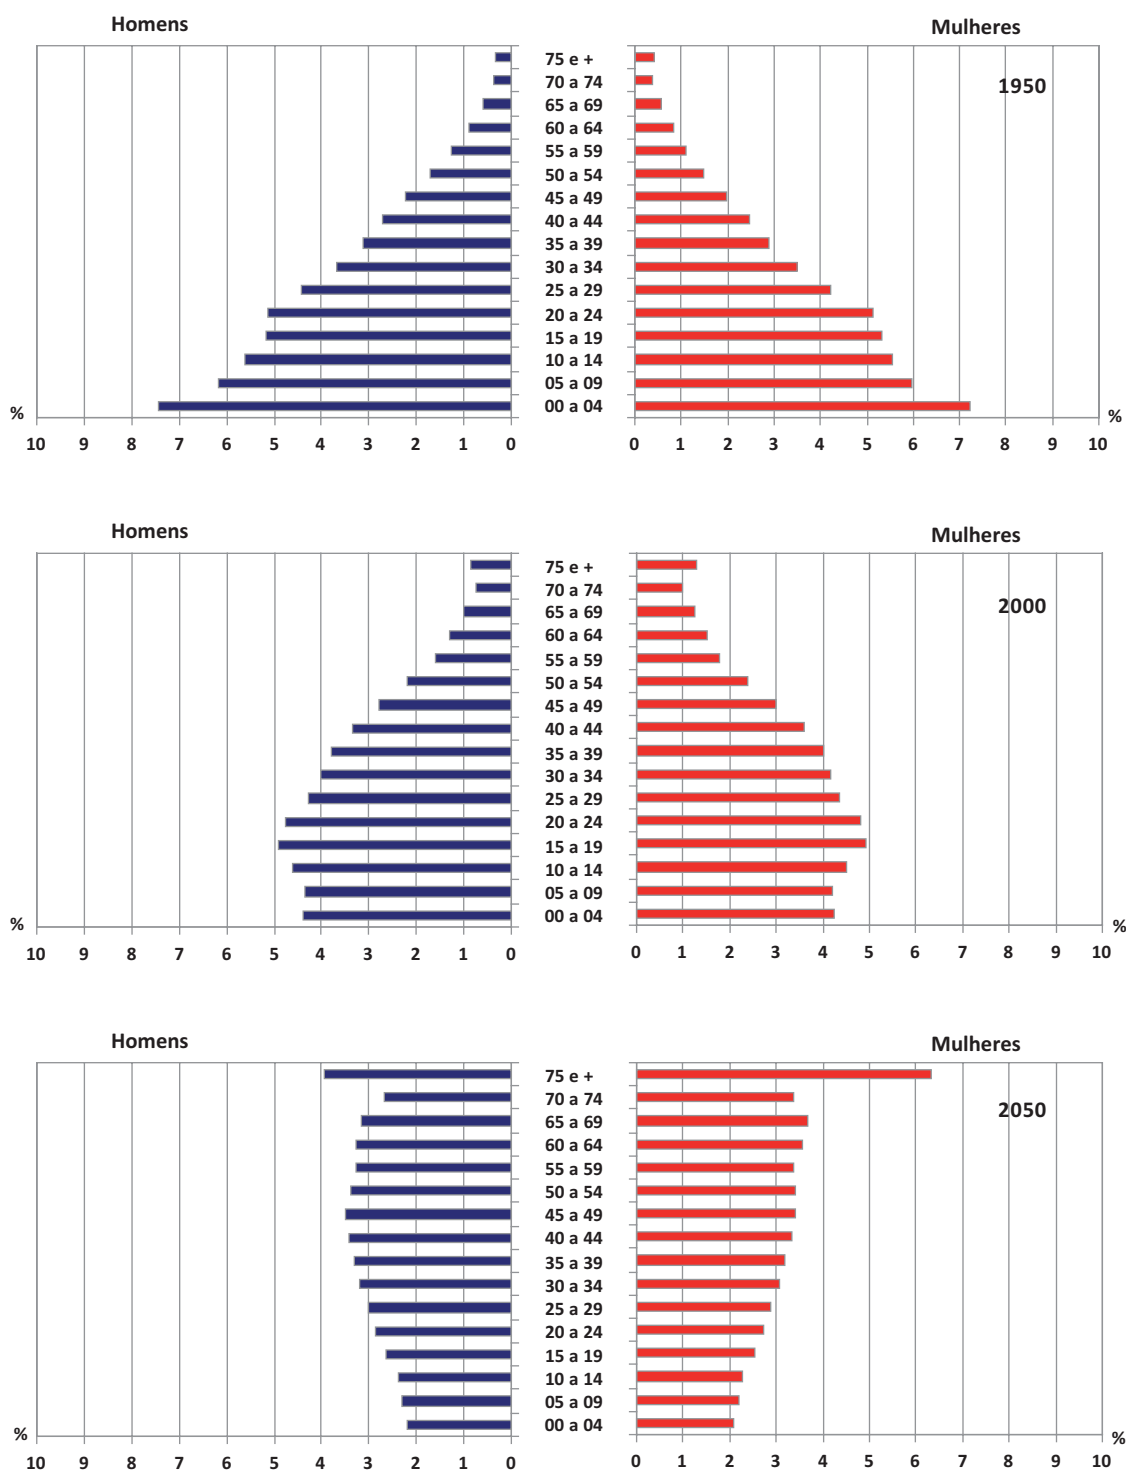 Homens
Mulheres
1950
75 e +
70 a 74
65 a 69
60 a 64
55 a 59
50 a 54
45 a 49
40 a 44
35 a 39
30 a 34
25 a 29
20 a 24
15 a 19
10 a 14
05 a 09
00 a 04
% %
10 9 8 7 6 5 4 3 2 1 0 0 1 2 3 4 5 6 7 8 9 10
Homens
Mulheres
2000
75 e +
70 a 74
65 a 69
60 a 64
55 a 59
50 a 54
45 a 49
40 a 44
35 a 39
30 a 34
25 a 29
20 a 24
15 a 19
10 a 14
05 a 09
00 a 04
% %
10 9 8 7 6 5 4 3 2 1 0 0 1 2 3 4 5 6 7 8 9 10
Homens
Mulheres
2050
75 e +
70 a 74
65 a 69
60 a 64
55 a 59
50 a 54
45 a 49
40 a 44
35 a 39
30 a 34
25 a 29
20 a 24
15 a 19
10 a 14
05 a 09
00 a 04
% %
10 9 8 7 6 5 4 3 2 1 0 0 1 2 3 4 5 6 7 8 9 10